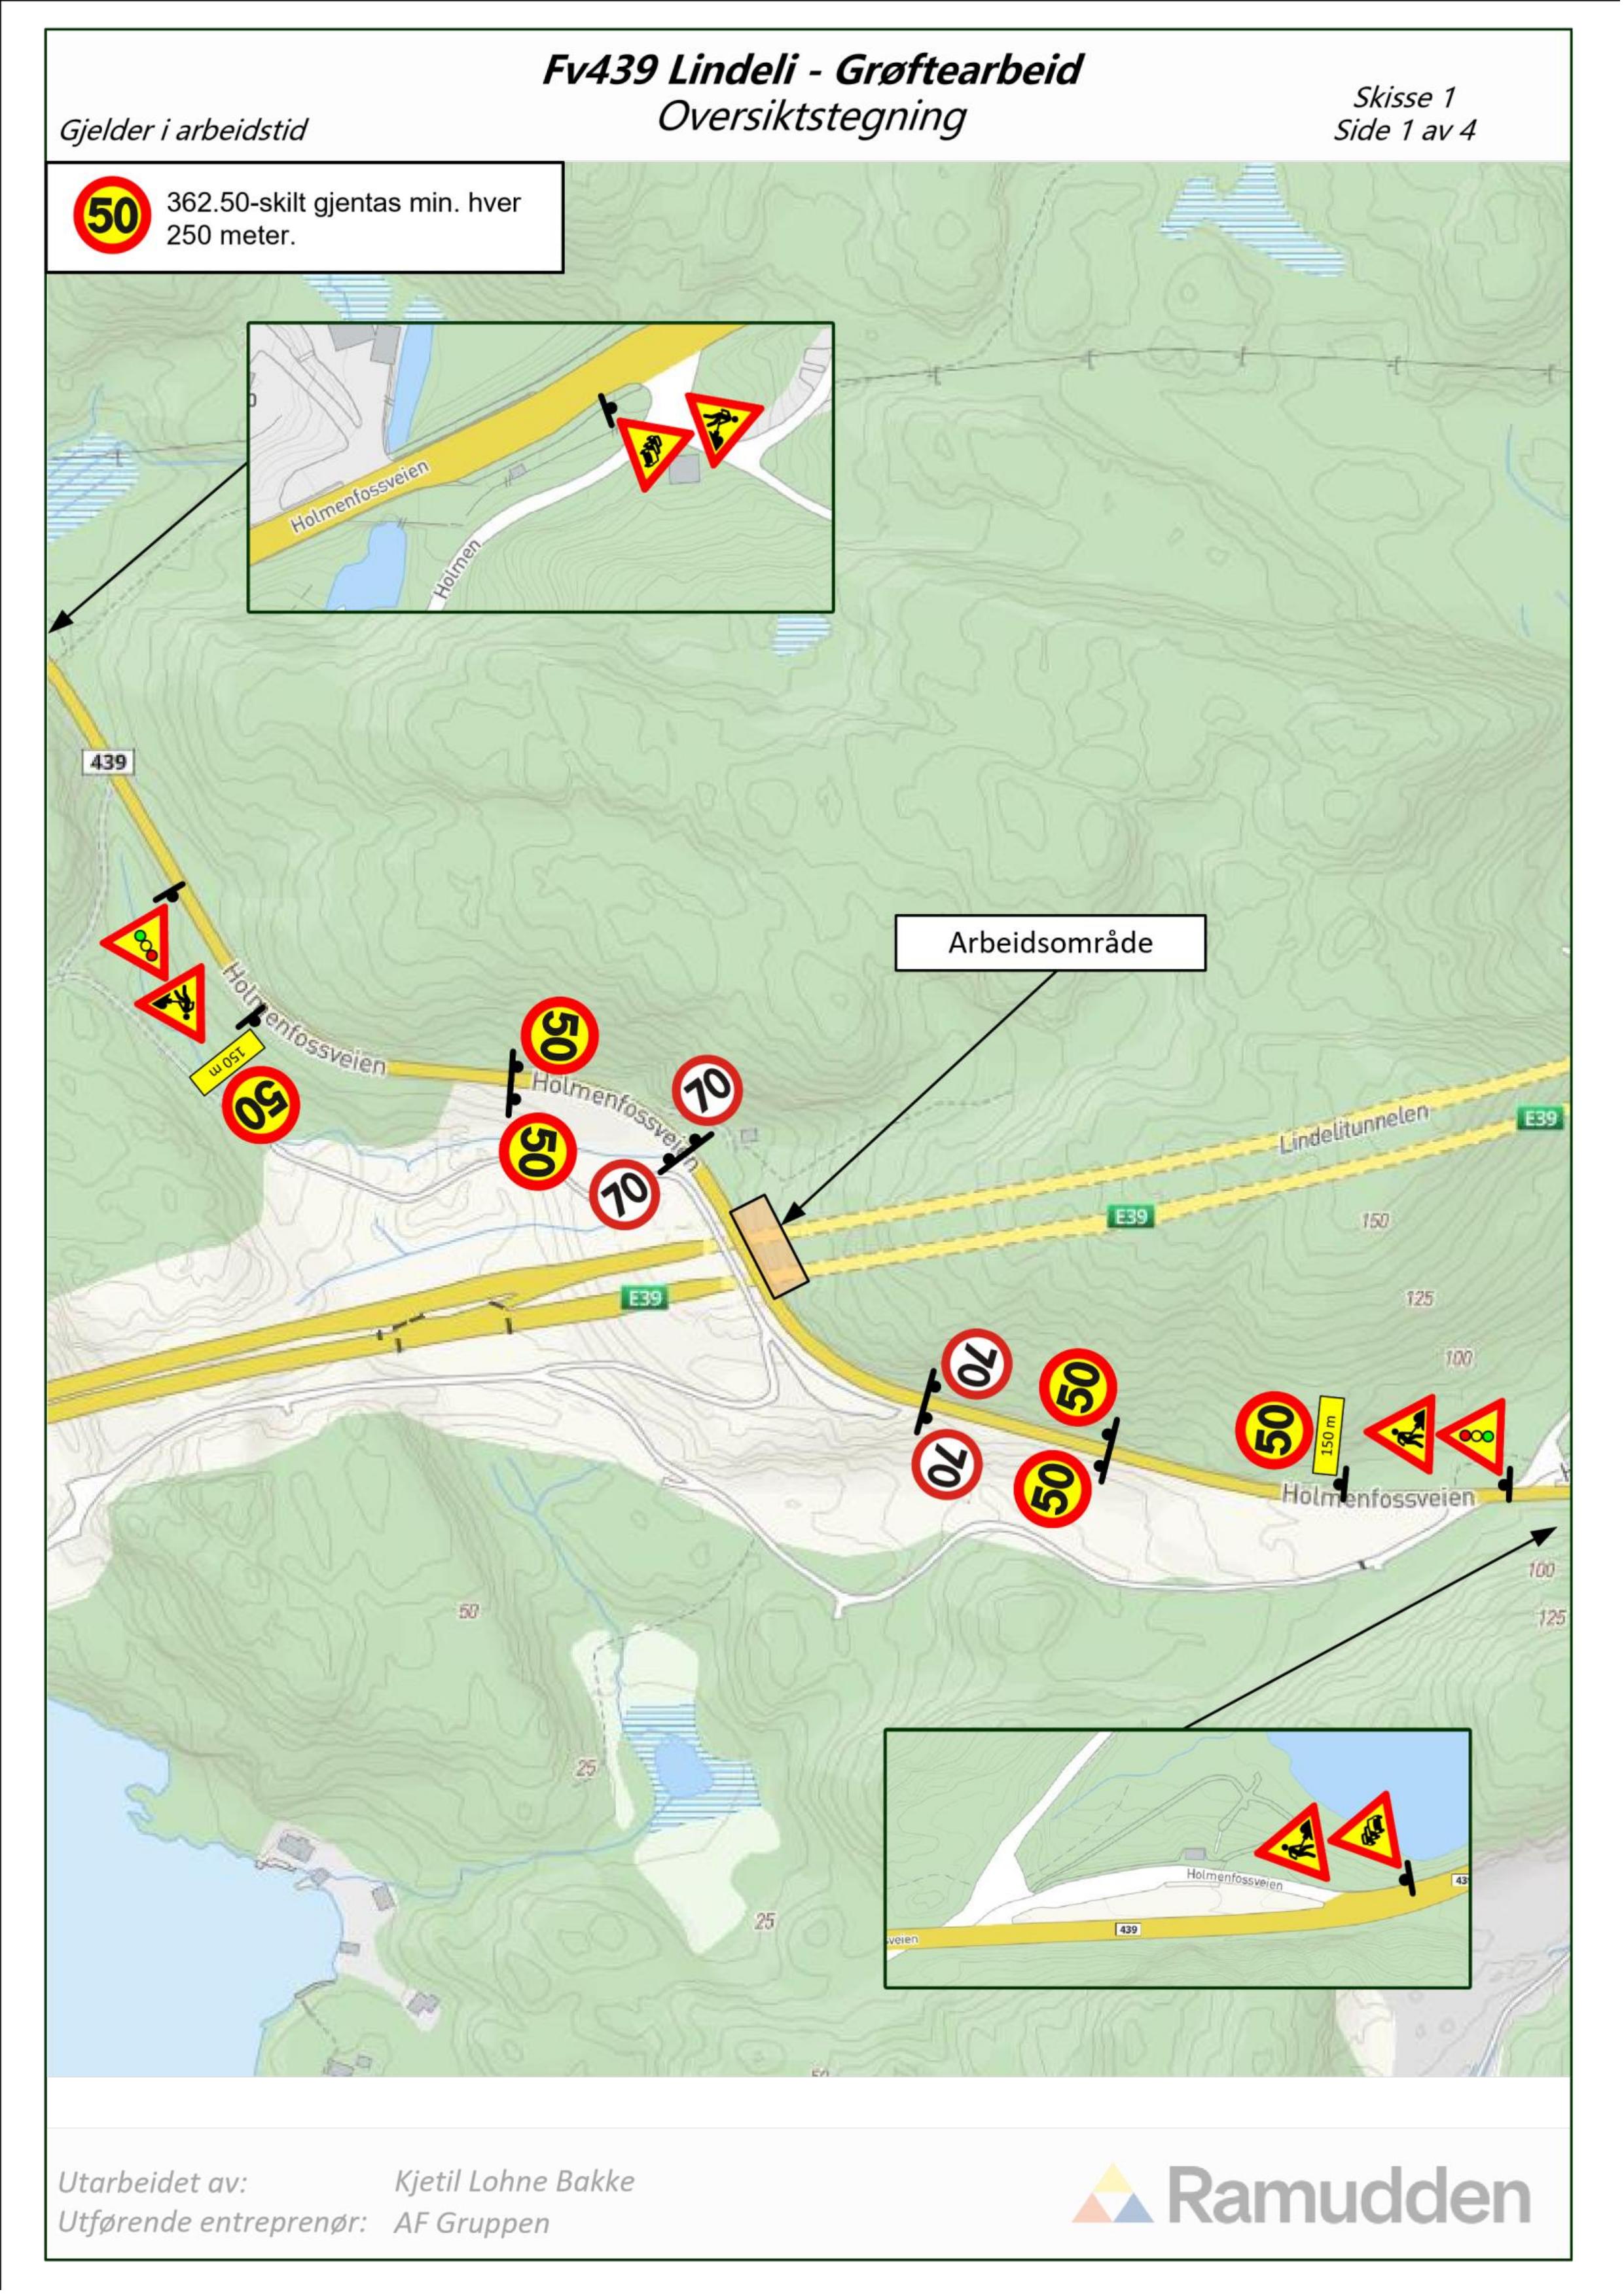 Fv439 Lindeli - Grøftearbeid
Oversiktstegning
Gjelder i arbeidstid
Skisse 1
Side 1 av 4
50
362.50-skilt gjentas min. hver
250 meter.
Holmenfossveien
Holmen
439
Holmenfossveien
150 m
50
50
Holmenfossveien
50
70
70
Arbeidsområde
Lindelitunnelen
E39
E39
E39
150
125
100
70
70
50
50
50
150 m
Holmenfossveien
100
125
50
25
25
Holmenfossveien
439
43
sveien
50
Utarbeidet av: Kjetil Lohne Bakke
Utførende entreprenør: AF Gruppen
Ramudden